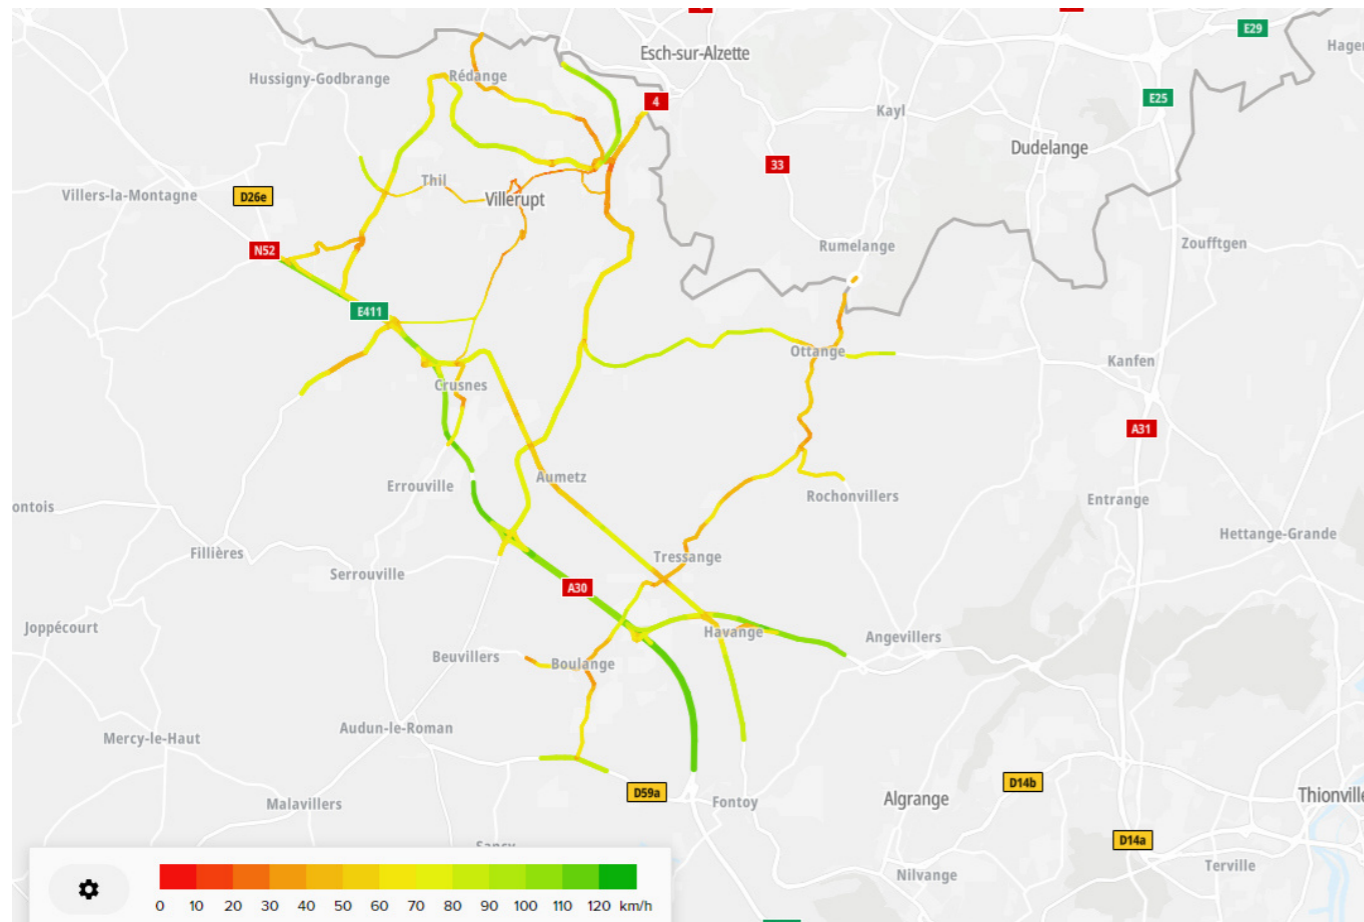 Esch-sur-Alzette
E29
Hussigny-Godbrange
Rédange
4
E25
Kayl
33
Dudelange
Thil
Villers-la-Montagne
D26e
Villerupt
N52
Rumelange
Zoufftgen
E411
Ottange
Kanfen
Crusnes
A31
Errouville
Aumetz
Rochonvillers
Entrange
Hettange-Grande
Fillières
Serrouville
Tressange
A30
Joppécourt
Havange
Angevillers
Beuvillers
Boulange
Mercy-le-Haut
Audun-le-Roman
D59a
Fontoy
Algrange
D14b
Thionville
Malavillers
D14a
Terville
Nilvange
0 10 20 30 40 50 60 70 80 90 100 110 120 km/h